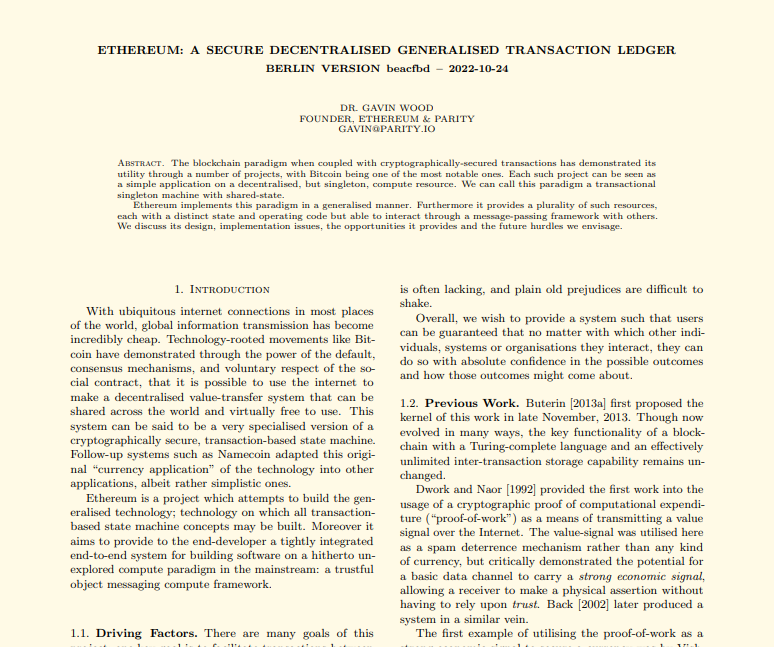 ETHEREUM: A SECURE DECENTRALISED GENERALISED TRANSACTION LEDGER
BERLIN VERSION beacfbd – 2022-10-24
DR. GAVIN WOOD
FOUNDER, ETHEREUM & PARITY
GAVIN@PARITY.IO
Abstract. The blockchain paradigm when coupled with cryptographically-secured transactions has demonstrated its
utility through a number of projects, with Bitcoin being one of the most notable ones. Each such project can be seen as
a simple application on a decentralised, but singleton, compute resource. We can call this paradigm a transactional
singleton machine with shared-state.
Ethereum implements this paradigm in a generalised manner. Furthermore it provides a plurality of such resources,
each with a distinct state and operating code but able to interact through a message-passing framework with others.
We discuss its design, implementation issues, the opportunities it provides and the future hurdles we envisage.
1. Introduction
With ubiquitous internet connections in most places
of the world, global information transmission has become
incredibly cheap. Technology-rooted movements like Bit-
coin have demonstrated through the power of the default,
consensus mechanisms, and voluntary respect of the so-
cial contract, that it is possible to use the internet to
make a decentralised value-transfer system that can be
shared across the world and virtually free to use. This
system can be said to be a very specialised version of a
cryptographically secure, transaction-based state machine.
Follow-up systems such as Namecoin adapted this origi-
nal “currency application” of the technology into other
applications, albeit rather simplistic ones.
Ethereum is a project which attempts to build the gen-
eralised technology; technology on which all transaction-
based state machine concepts may be built. Moreover it
aims to provide to the end-developer a tightly integrated
end-to-end system for building software on a hitherto un-
explored compute paradigm in the mainstream: a trustful
object messaging compute framework.
1.1. Driving Factors. There are many goals of this
is often lacking, and plain old prejudices are difficult to
shake.
Overall, we wish to provide a system such that users
can be guaranteed that no matter with which other indi-
viduals, systems or organisations they interact, they can
do so with absolute confidence in the possible outcomes
and how those outcomes might come about.
1.2. Previous Work. Buterin [2013a] first proposed the
kernel of this work in late November, 2013. Though now
evolved in many ways, the key functionality of a block-
chain with a Turing-complete language and an effectively
unlimited inter-transaction storage capability remains un-
changed.
Dwork and Naor [1992] provided the first work into the
usage of a cryptographic proof of computational expendi-
ture (“proof-of-work”) as a means of transmitting a value
signal over the Internet. The value-signal was utilised here
as a spam deterrence mechanism rather than any kind
of currency, but critically demonstrated the potential for
a basic data channel to carry a strong economic signal,
allowing a receiver to make a physical assertion without
having to rely upon trust. Back [2002] later produced a
system in a similar vein.
The first example of utilising the proof-of-work as a